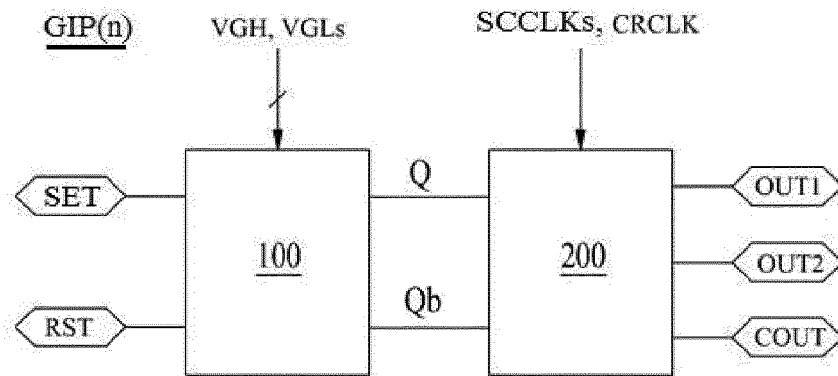 GIP(n)
VGH, VGLs
SCCLKs, CRCLK
SET
Q
OUT1
100
200
OUT2
RST
Qb
COUT